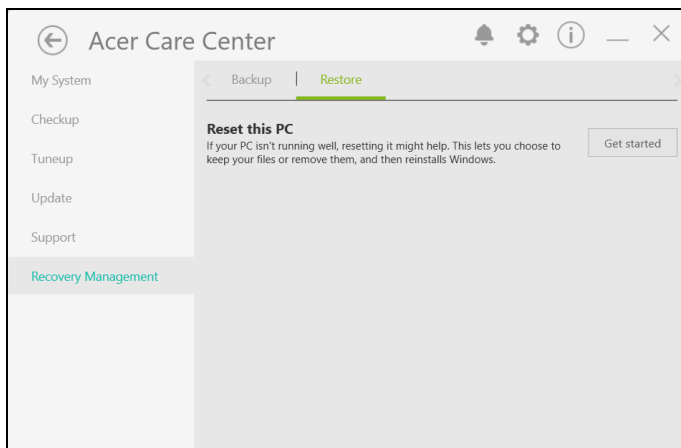 Acer Care Center
My System
Checkup
Tuneup
Update
Support
Recovery Management
Backup
Restore
Reset this PC
If your PC isn't running well, resetting it might help. This lets you choose to
keep your files or remove them, and then reinstalls Windows.
Get started